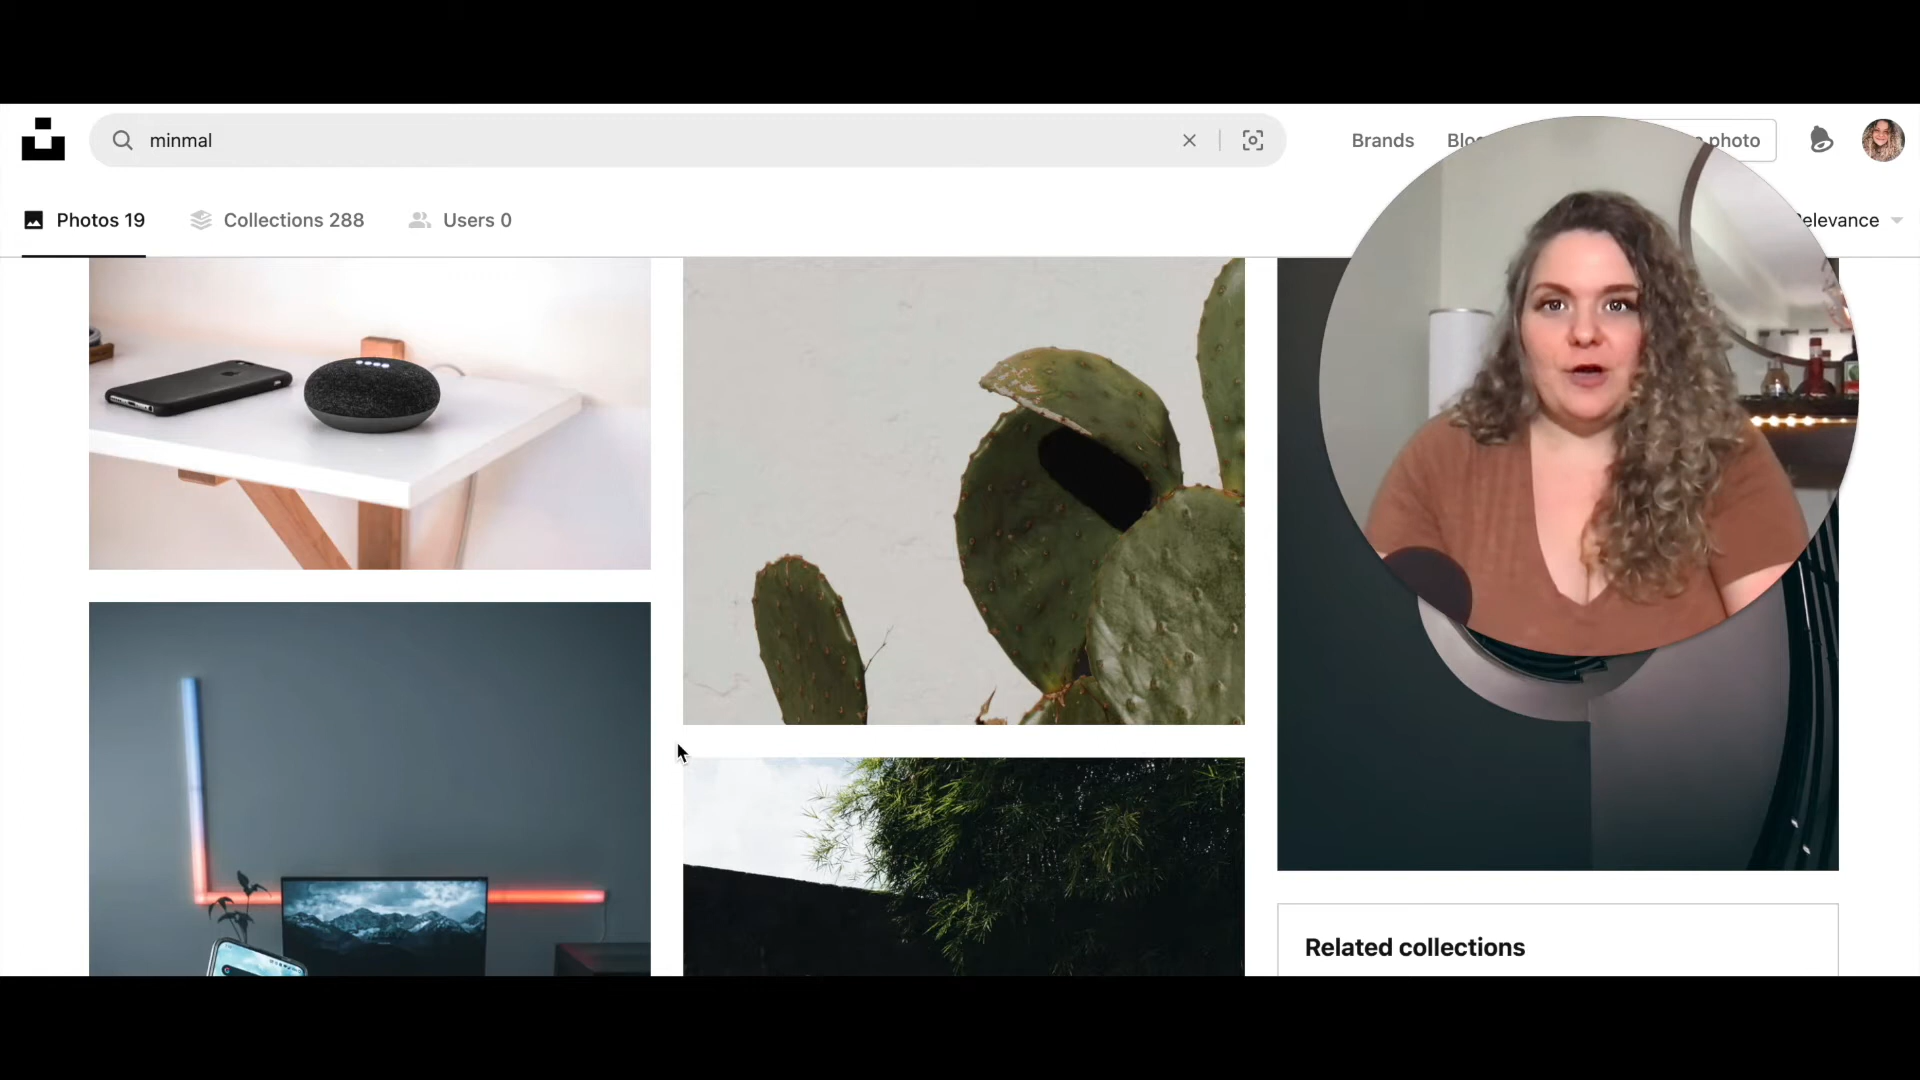 minmal
Brands
photo
Photos 19
Collections 288
Users 0
Related collections